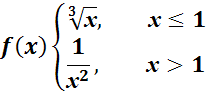 f(x) { ∛x, x ≤ 1
1/x², x > 1